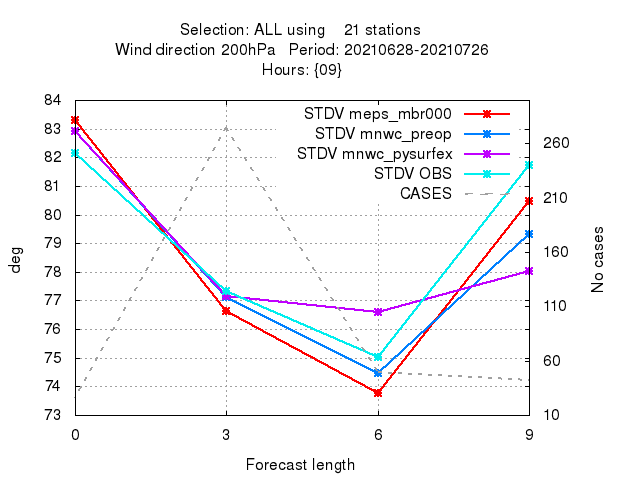 Selection: ALL using 21 stations
Wind direction 200hPa Period: 20210628-20210726
Hours: {09}
STDV meps_mbr000
STDV mnwc_preop
STDV mnwc_pysurfex
STDV OBS
CASES
84
83
82
81
80
79
78
77
76
75
74
73
deg
260
210
160
110
60
10
No cases
0 3 6 9
Forecast length